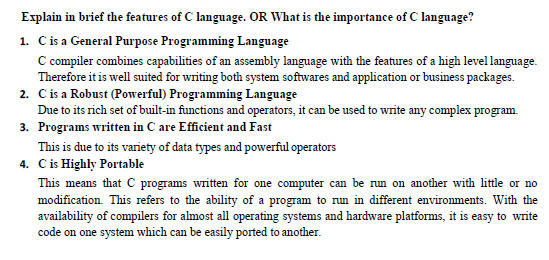 Explain in brief the features of C language. OR What is the importance of C language?
1. C is a General Purpose Programming Language
C compiler combines capabilities of an assembly language with the features of a high level language.
Therefore it is well suited for writing both system softwares and application or business packages.
2. C is a Robust (Powerful) Programming Language
Due to its rich set of built-in functions and operators, it can be used to write any complex program.
3. Programs written in C are Efficient and Fast
This is due to its variety of data types and powerful operators
4. C is Highly Portable
This means that C programs written for one computer can be run on another with little or no
modification. This refers to the ability of a program to run in different environments. With the
availability of compilers for almost all operating systems and hardware platforms, it is easy to write
code on one system which can be easily ported to another.